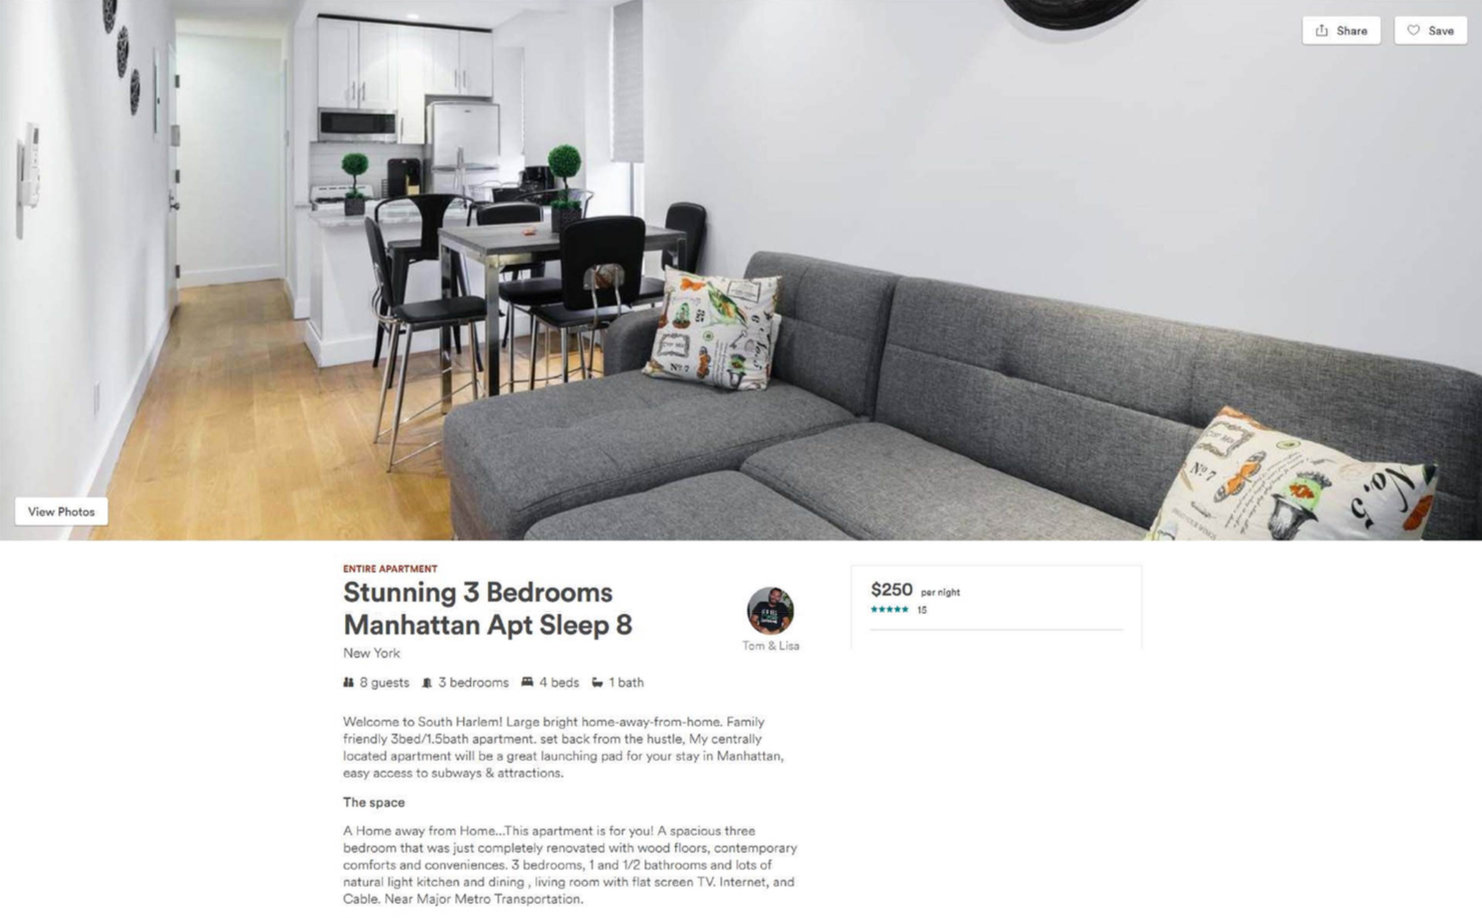 Share
Save
No. 7
Nº 7
No. 5
View Photos
ENTIRE APARTMENT
Stunning 3 Bedrooms
Manhattan Apt Sleep 8
New York
Tom & Lisa
$250 per night
15
8 guests 3 bedrooms 4 beds 1 bath
Welcome to South Harlem! Large bright home-away-from-home. Family
friendly 3bed/1.5bath apartment. set back from the hustle, My centrally
located apartment will be a great launching pad for your stay in Manhattan,
easy access to subways & attractions.
The space
A Home away from Home...This apartment is for you! A spacious three
bedroom that was just completely renovated with wood floors, contemporary
comforts and conveniences. 3 bedrooms, 1 and 1/2 bathrooms and lots of
natural light kitchen and dining , living room with flat screen TV. Internet, and
Cable. Near Major Metro Transportation.